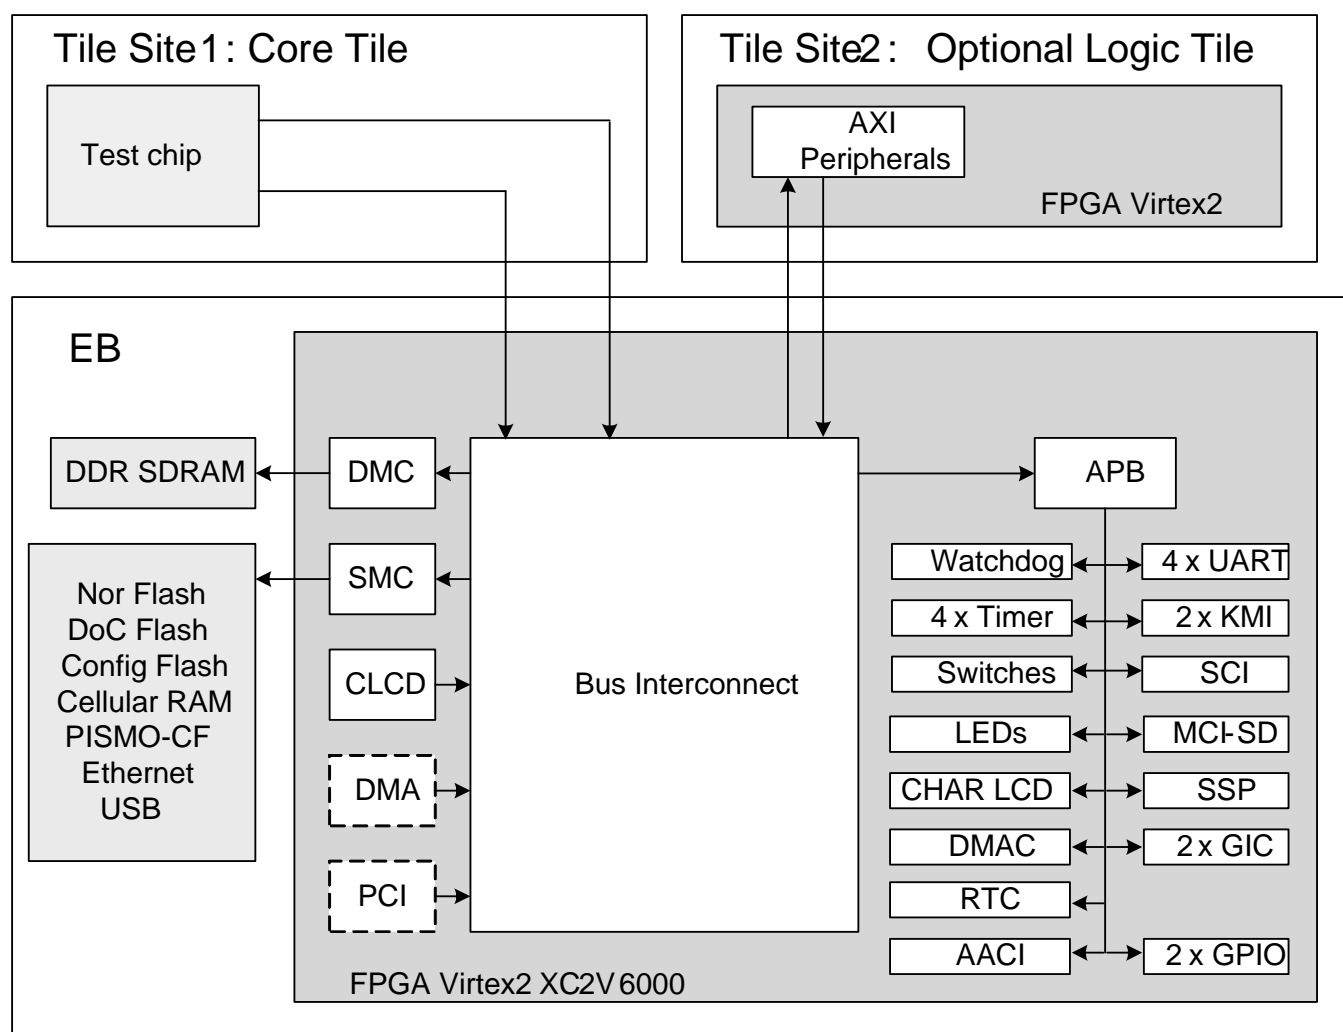 Tile Site1: Core Tile
Test chip
Tile Site2: Optional Logic Tile
AXI
Peripherals
FPGA Virtex2
EB
DDR SDRAM
DMC
APB
Nor Flash
DoC Flash
Config Flash
Cellular RAM
PISMO-CF
Ethernet
USB
SMC
CLCD
DMA
PCI
Bus Interconnect
Watchdog
4 x UART
4 x Timer
2 x KMI
Switches
SCI
LEDs
MCI-SD
CHAR LCD
SSP
DMAC
2 x GIC
RTC
AACI
2 x GPIO
FPGA Virtex2 XC2V6000